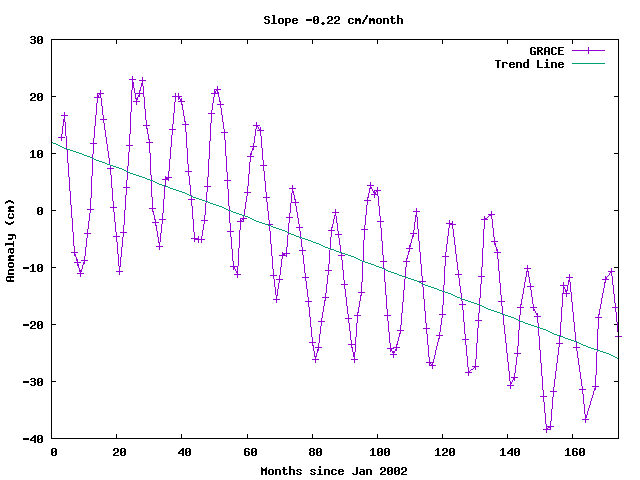 Slope -0.22 cm/month
GRACE
Trend Line
30
20
10
0
-10
-20
-30
-40
Anomaly (cm)
0 20 40 60 80 100 120 140 160
Months since Jan 2002